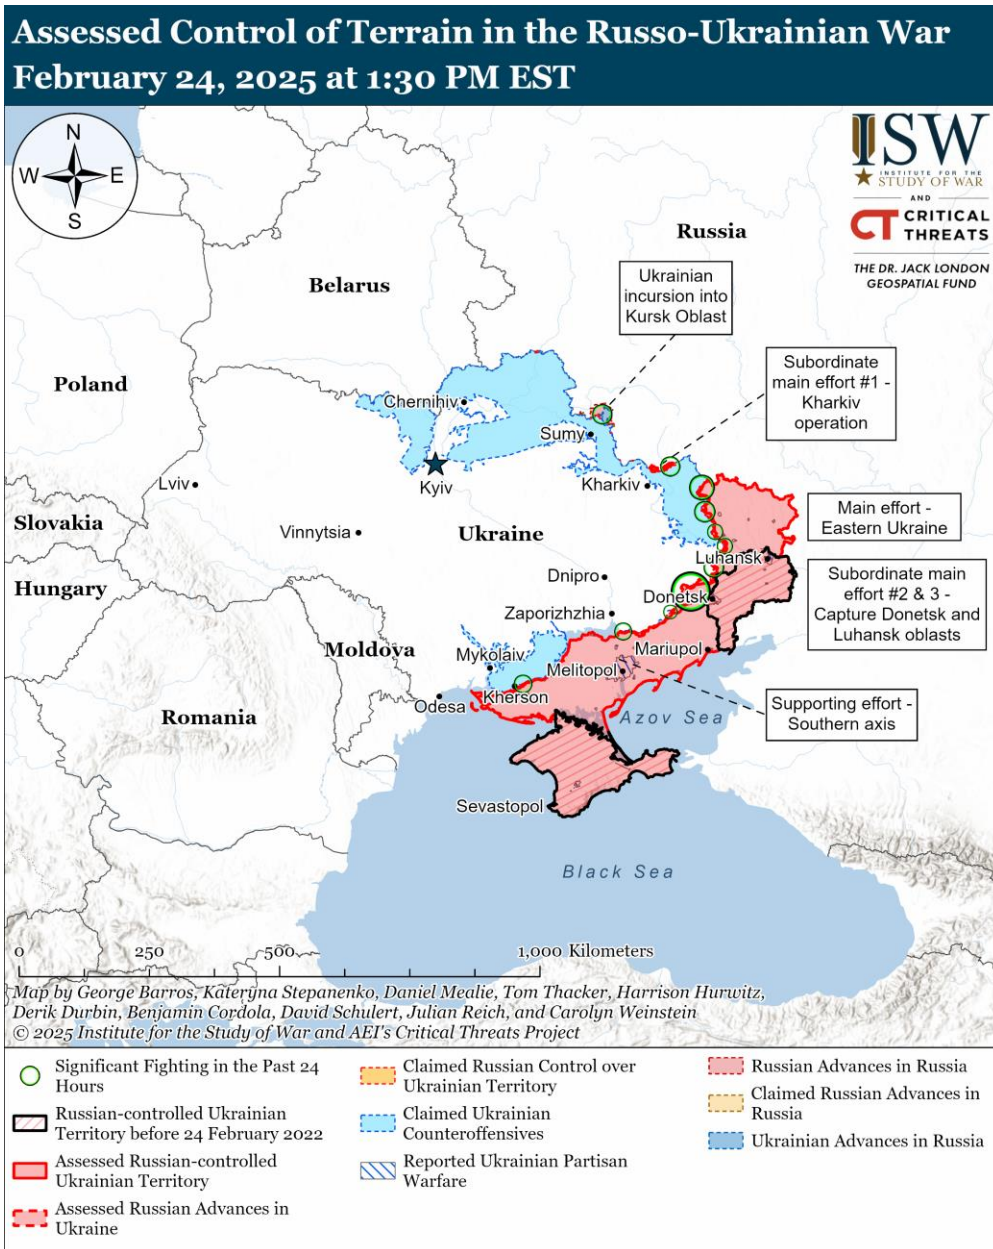 Assessed Control of Terrain in the Russo-Ukrainian War
February 24, 2025 at 1:30 PM EST
N
W
E
S
ISW
INSTITUTE FOR THE
STUDY OF WAR
AND
CT CRITICAL
THREATS
THE DR. JACK LONDON
GEOSPATIAL FUND
Russia
Belarus
Ukrainian
incursion into
Kursk Oblast
Subordinate
main effort #1 -
Kharkiv
operation
Poland
Chernihiv
Sumy
Kyiv
Kharkiv
Lviv
Main effort -
Eastern Ukraine
Slovakia
Vinnytsia
Ukraine
Luhansk
Hungary
Dnipro
Donetsk
Subordinate main
effort #2 & 3 -
Capture Donetsk and
Luhansk oblasts
Zaporizhzhia
Moldova
Mykolaiv
Mariupol
Melitopol
Kherson
Odesa
Romania
Azov Sea
Supporting effort -
Southern axis
Sevastopol
Black Sea
0
250
500
1,000 Kilometers
Map by George Barros, Kateryna Stepanenko, Daniel Mealie, Tom Thacker, Harrison Hurwitz,
Derik Durbin, Benjamin Cordola, David Schulert, Julian Reich, and Carolyn Weinstein
© 2025 Institute for the Study of War and AEI's Critical Threats Project
Significant Fighting in the Past 24
Hours
Russian-controlled Ukrainian
Territory before 24 February 2022
Assessed Russian-controlled
Ukrainian Territory
Assessed Russian Advances in
Ukraine
Claimed Russian Control over
Ukrainian Territory
Claimed Ukrainian
Counteroffensives
Reported Ukrainian Partisan
Warfare
Russian Advances in Russia
Claimed Russian Advances in
Russia
Ukrainian Advances in Russia